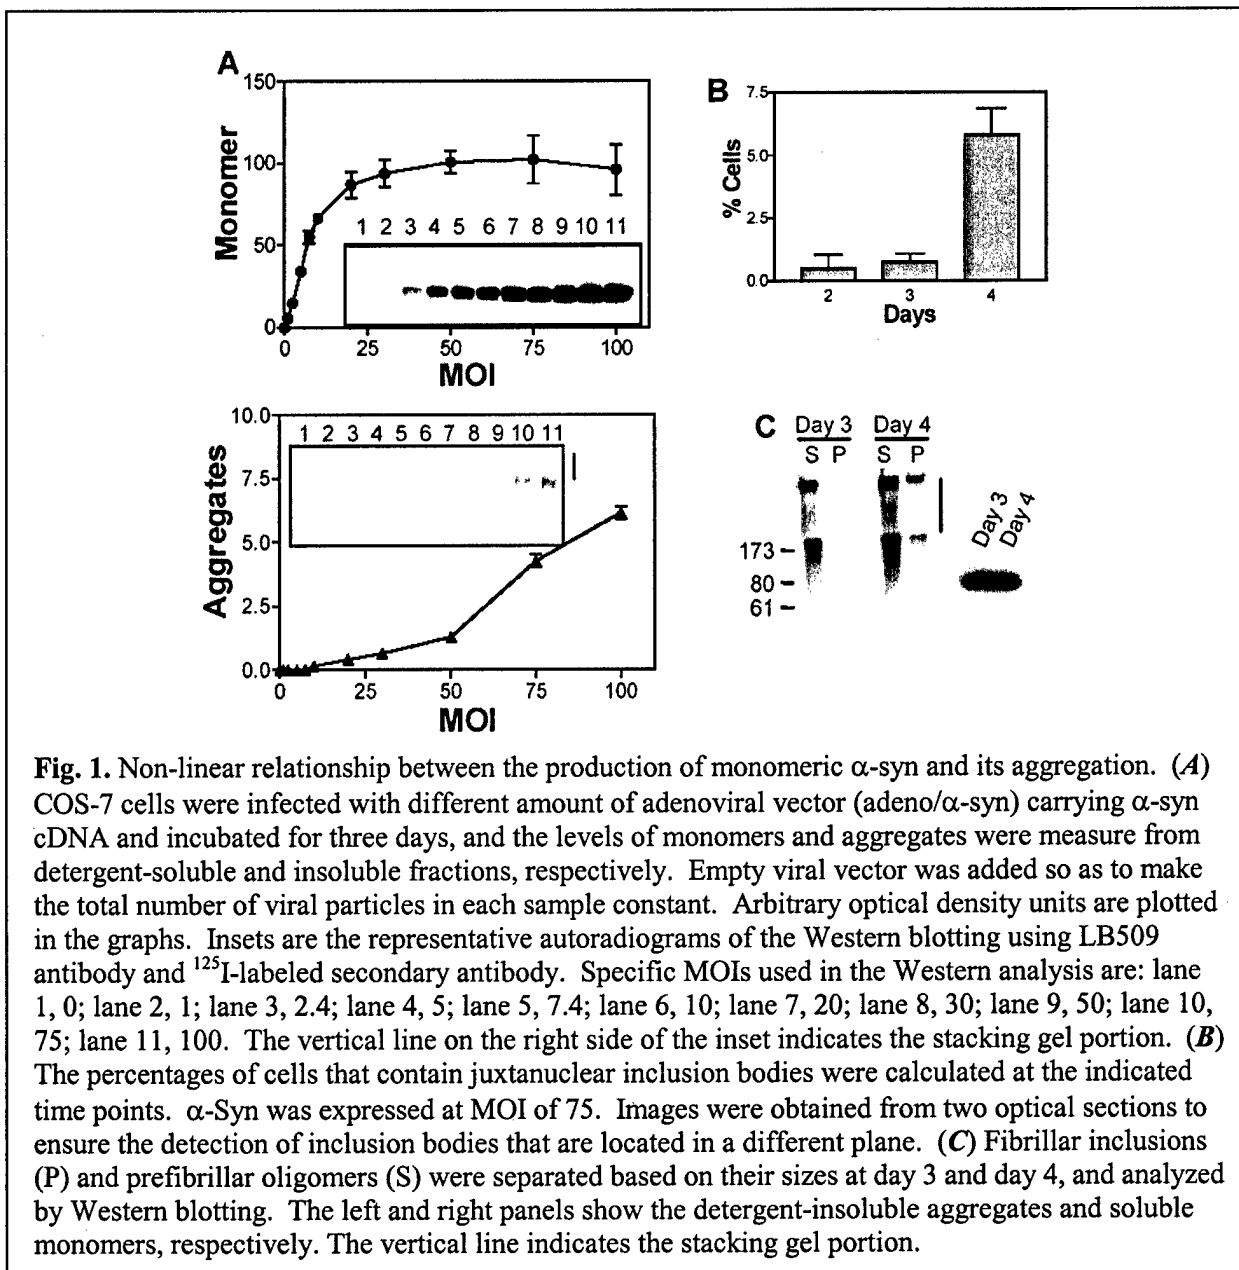 A
150
100
50
0
Monomer
1 2 3 4 5 6 7 8 9 10 11
0 25 50 75 100
MOI
B
7.5
5.0
2.5
0.0
% Cells
2 3 4
Days
10.0
7.5
5.0
2.5
0.0
Aggregates
1 2 3 4 5 6 7 8 9 10 11
0 25 50 75 100
MOI
C Day 3 Day 4
S P S P
173
80
61
Day 3
Day 4
Fig. 1. Non-linear relationship between the production of monomeric α-syn and its aggregation. (A)
COS-7 cells were infected with different amount of adenoviral vector (adeno/α-syn) carrying α-syn
cDNA and incubated for three days, and the levels of monomers and aggregates were measure from
detergent-soluble and insoluble fractions, respectively. Empty viral vector was added so as to make
the total number of viral particles in each sample constant. Arbitrary optical density units are plotted
in the graphs. Insets are the representative autoradiograms of the Western blotting using LB509
antibody and ¹²⁵I-labeled secondary antibody. Specific MOIs used in the Western analysis are: lane
1, 0; lane 2, 1; lane 3, 2.4; lane 4, 5; lane 5, 7.4; lane 6, 10; lane 7, 20; lane 8, 30; lane 9, 50; lane 10,
75; lane 11, 100. The vertical line on the right side of the inset indicates the stacking gel portion. (B)
The percentages of cells that contain juxtanuclear inclusion bodies were calculated at the indicated
time points. α-Syn was expressed at MOI of 75. Images were obtained from two optical sections to
ensure the detection of inclusion bodies that are located in a different plane. (C) Fibrillar inclusions
(P) and prefibrillar oligomers (S) were separated based on their sizes at day 3 and day 4, and analyzed
by Western blotting. The left and right panels show the detergent-insoluble aggregates and soluble
monomers, respectively. The vertical line indicates the stacking gel portion.